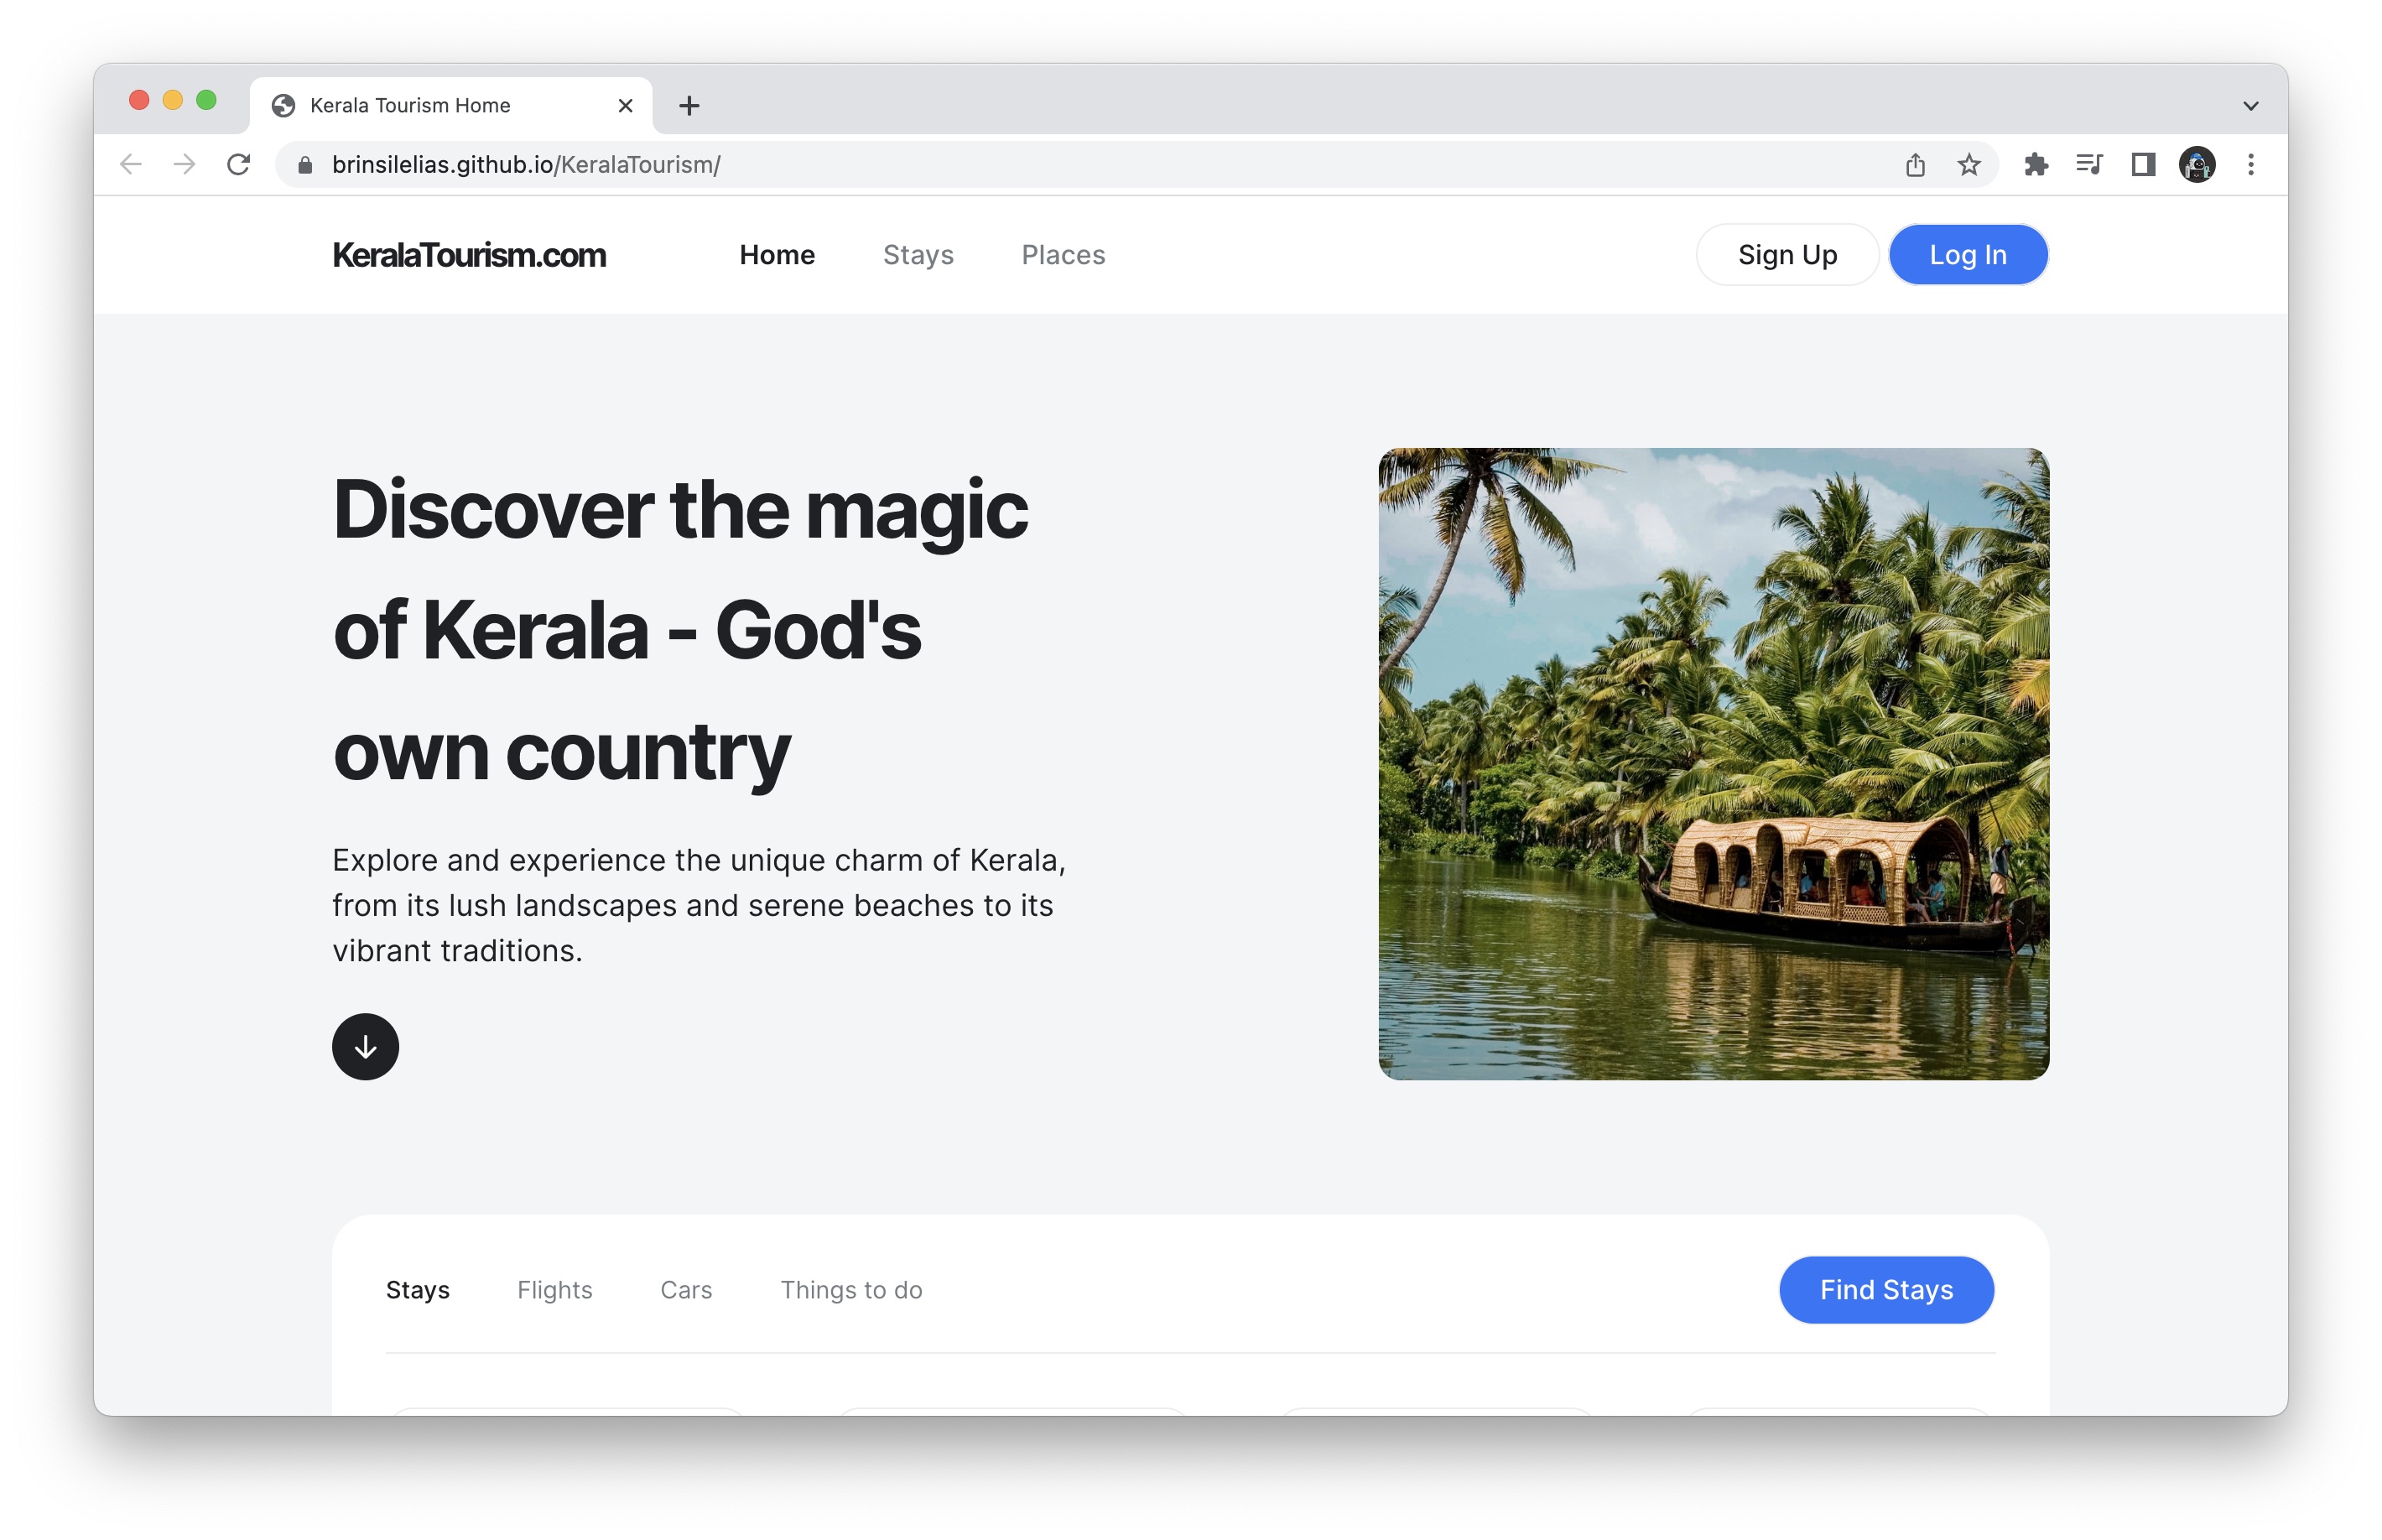 Kerala Tourism Home
brinsilelias.github.io/KeralaTourism/
KeralaTourism.com Home Stays Places Sign Up Log In
Discover the magic
of Kerala - God's
own country
Explore and experience the unique charm of Kerala,
from its lush landscapes and serene beaches to its
vibrant traditions.
Stays Flights Cars Things to do Find Stays